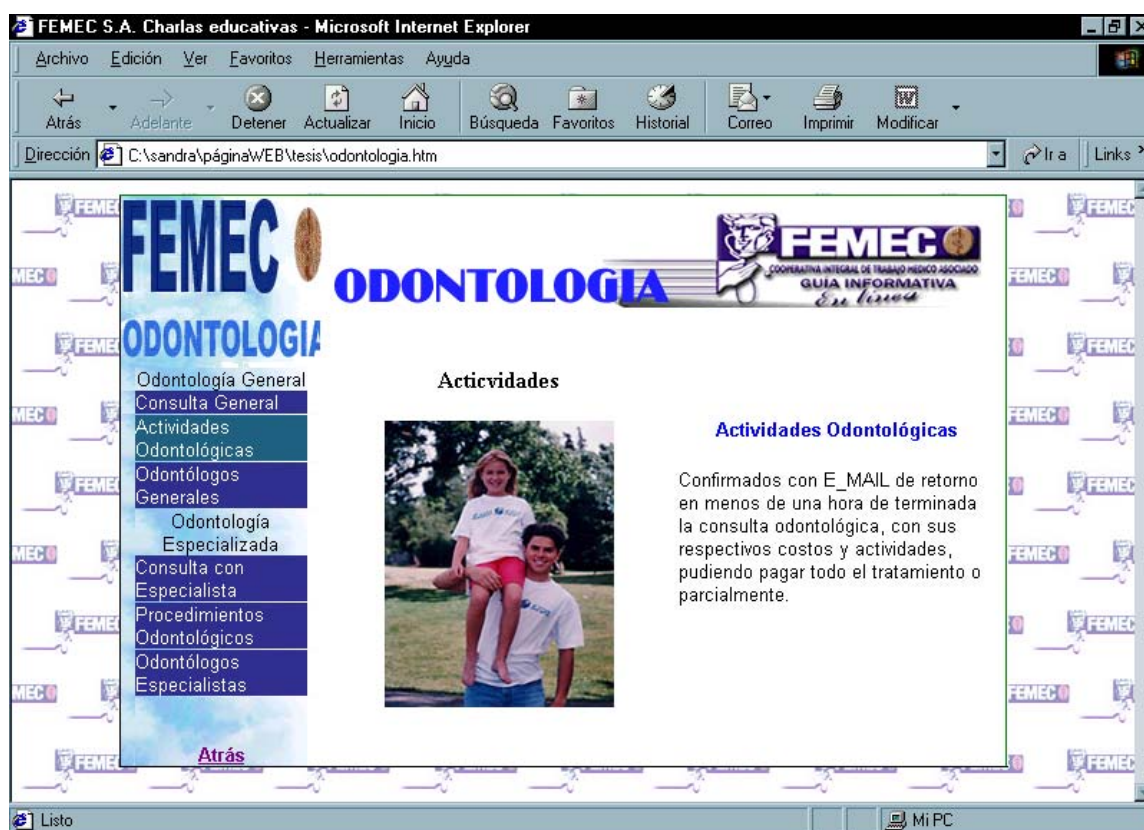 FEMEC S.A. Charlas educativas - Microsoft Internet Explorer
Archivo Edición Ver Favoritos Herramientas Ayuda
Atrás Adelante Detener Actualizar Inicio Búsqueda Favoritos Historial Correo Imprimir Modificar
Dirección C:\sandra\páginaWEB\tesis\odontologia.htm Ir a Links
FEMEC
ODONTOLOGIA
Odontología General
Consulta General
Actividades
Odontológicas
Odontólogos
Generales
Odontología
Especializada
Consulta con
Especialista
Procedimientos
Odontológicos
Odontólogos
Especialistas
Atrás
ODONTOLOGIA
FEMEC
COOPERATIVA INTEGRAL DE TRABAJO MEDICO ASOCIADO
GUIA INFORMATIVA
En línea
Acticvidades
Actividades Odontológicas
Confirmados con E_MAIL de retorno
en menos de una hora de terminada
la consulta odontológica, con sus
respectivos costos y actividades,
pudiendo pagar todo el tratamiento o
parcialmente.
Listo Mi PC